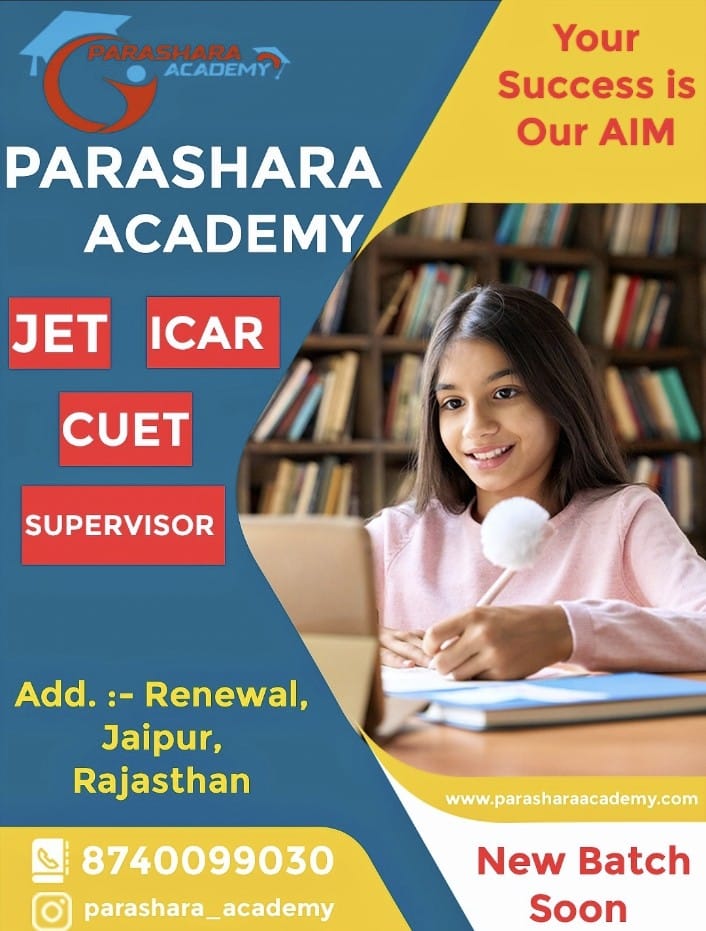 PARASHARA
ACADEMY
Your
Success is
Our AIM
PARASHARA
ACADEMY
JET ICAR
CUET
SUPERVISOR
Add. :- Renewal,
Jaipur,
Rajasthan
www.parasharaacademy.com
8740099030
parashara_academy
New Batch
Soon